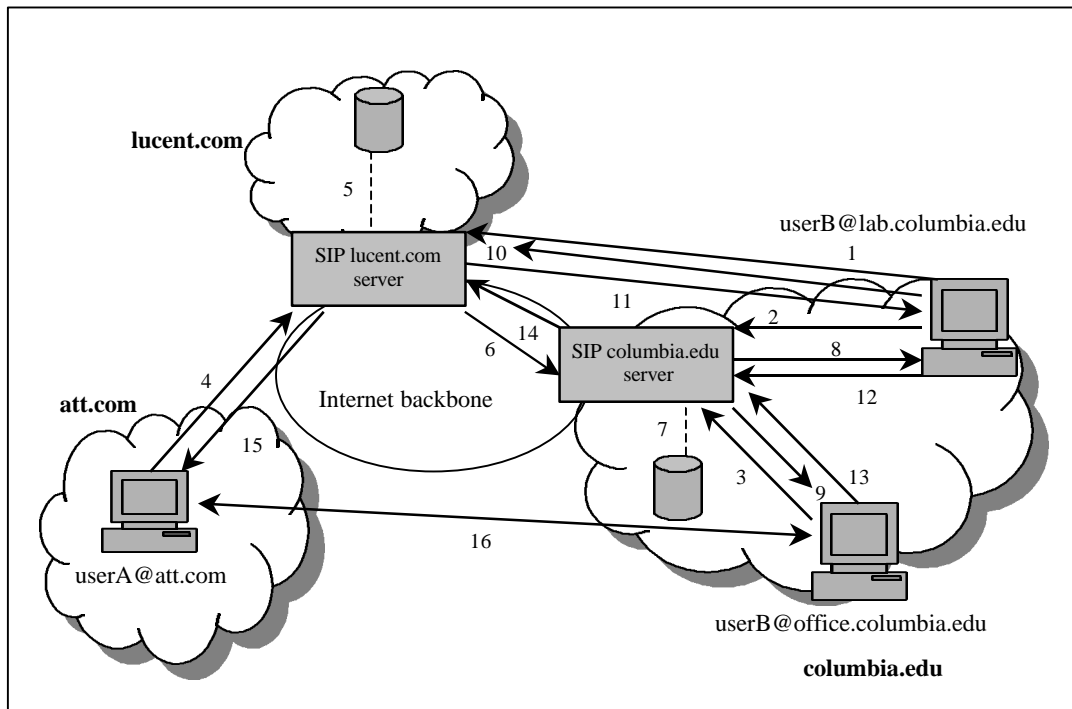 lucent.com
5
userB@lab.columbia.edu
1
SIP lucent.com
server
10
11
2
14
6
SIP columbia.edu
server
8
4
Internet backbone
12
att.com
15
7
3
9
13
16
userA@att.com
userB@office.columbia.edu
columbia.edu